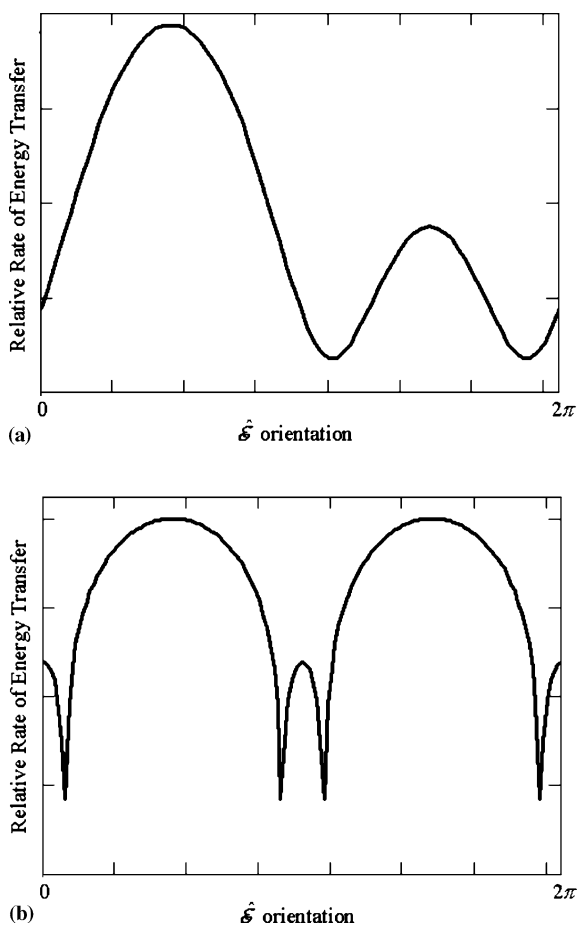 Relative Rate of Energy Transfer
0
2π
(a)
ℰ̂ orientation
Relative Rate of Energy Transfer
0
2π
(b)
ℰ̂ orientation